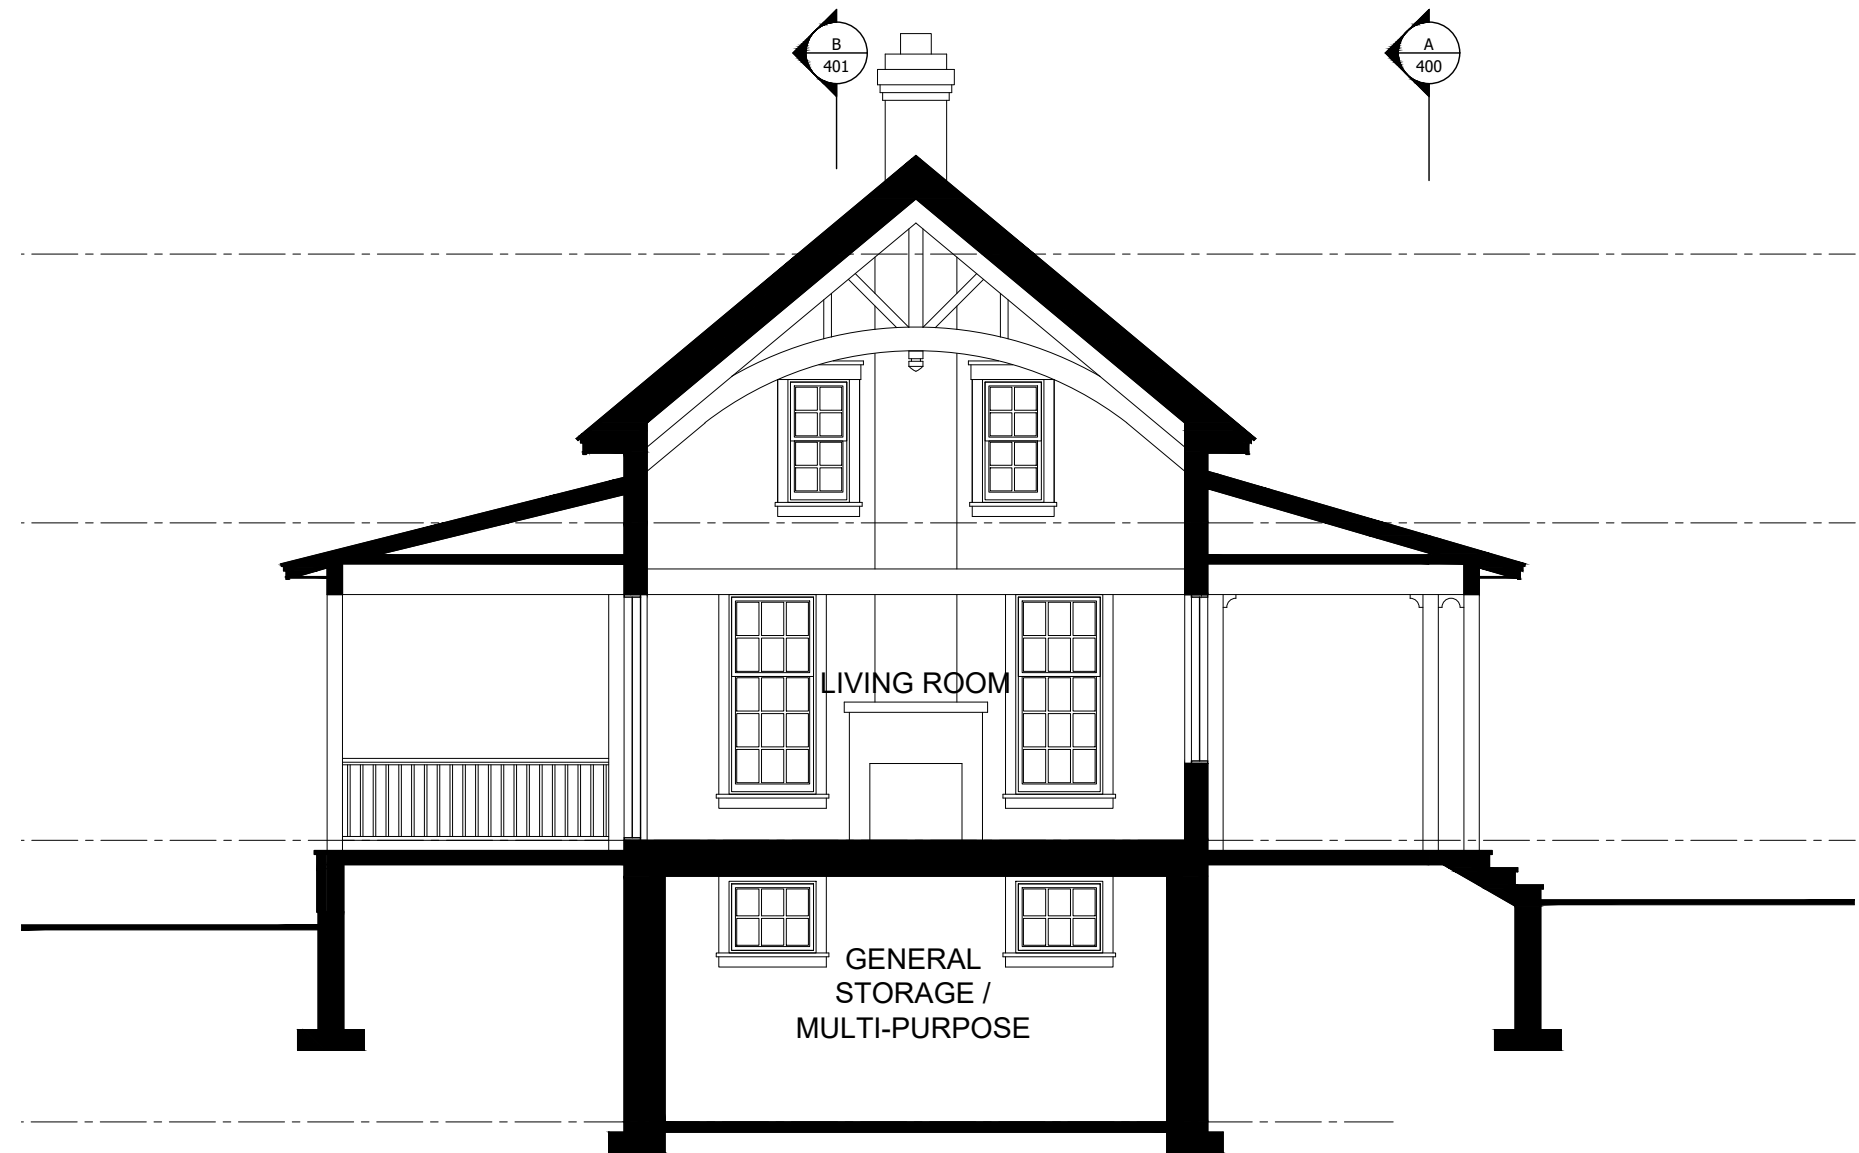 B
401
A
400
LIVING ROOM
GENERAL
STORAGE /
MULTI-PURPOSE